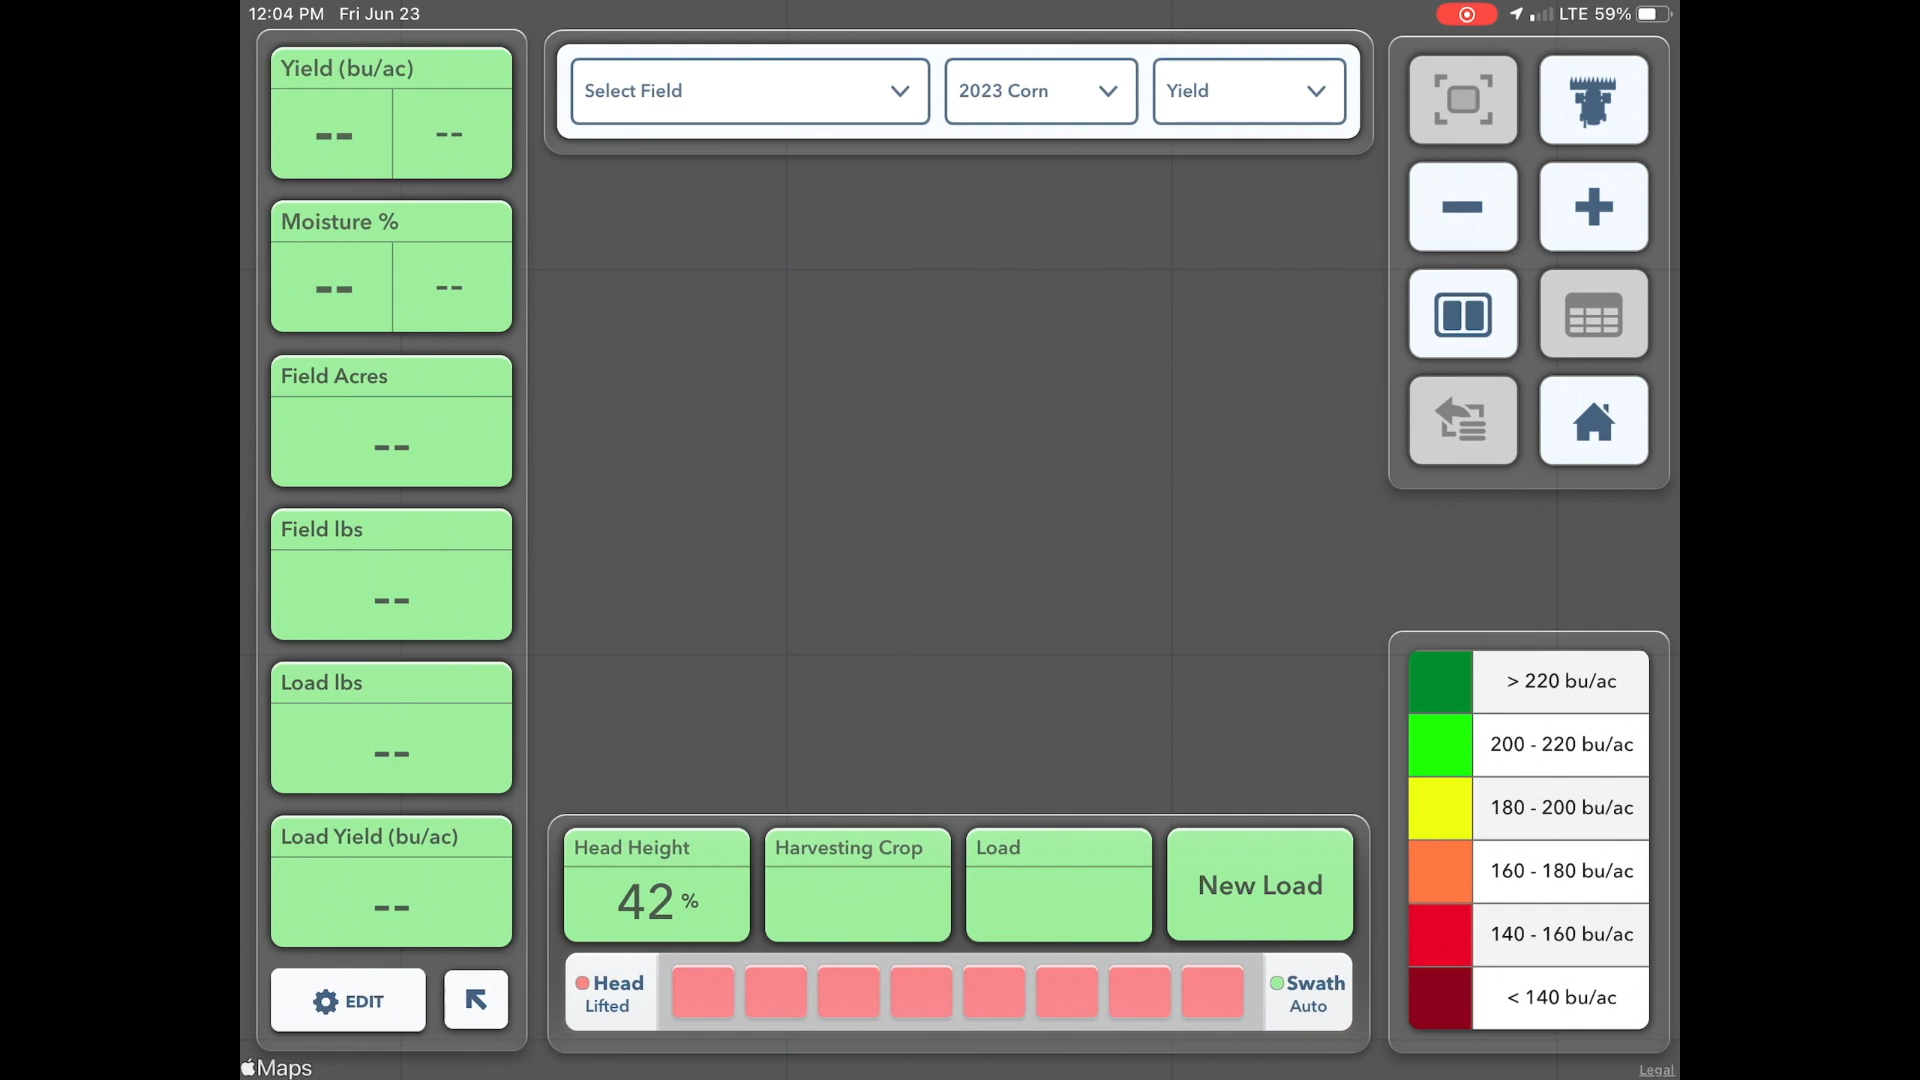 12:04 PM Fri Jun 23
LTE 59%
Yield (bu/ac)
-- --
Moisture %
-- --
Field Acres
--
Field lbs
--
Load lbs
--
Load Yield (bu/ac)
--
EDIT
Maps
Select Field
2023 Corn
Yield
Head Height
42 %
Harvesting Crop
Load
New Load
Head
Lifted
Swath
Auto
> 220 bu/ac
200 - 220 bu/ac
180 - 200 bu/ac
160 - 180 bu/ac
140 - 160 bu/ac
< 140 bu/ac
Legal